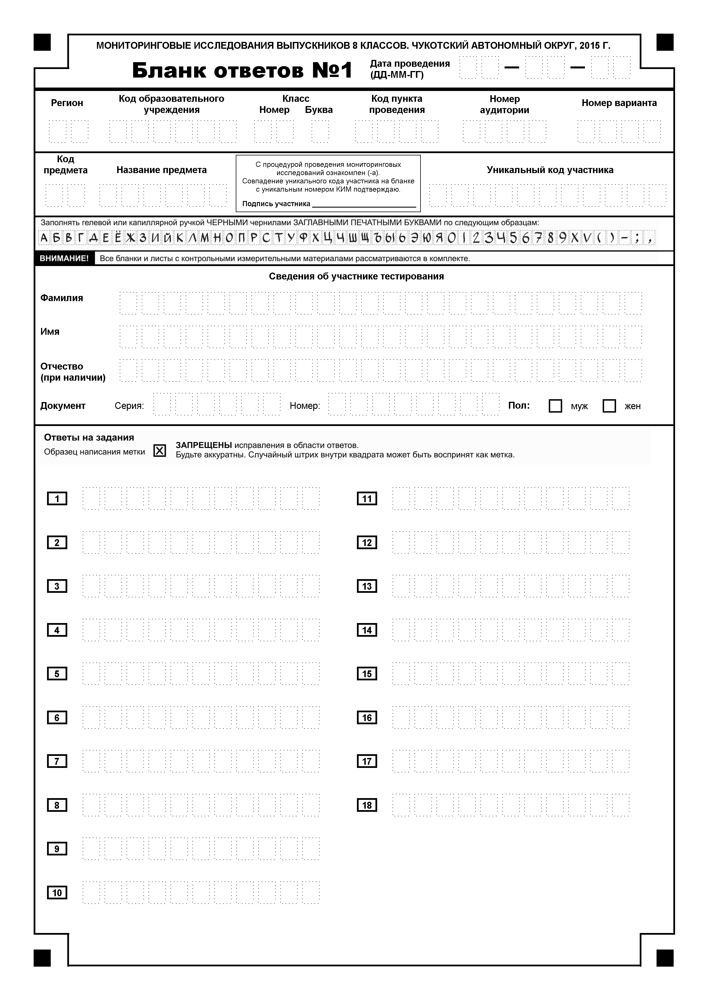 МОНИТОРИНГОВЫЕ ИССЛЕДОВАНИЯ ВЫПУСКНИКОВ 8 КЛАССОВ. ЧУКОТСКИЙ АВТОНОМНЫЙ ОКРУГ, 2015 Г.
Бланк ответов №1
Дата проведения
(ДД-ММ-ГГ)
Регион
Код образовательного
учреждения
Класс
Номер Буква
Код пункта
проведения
Номер
аудитории
Номер варианта
Код
предмета
Название предмета
С процедурой проведения мониторинговых
исследований ознакомлен (-а).
Совпадение уникального кода участника на бланке
с уникальным номером КИМ подтверждаю.
Подпись участника
Уникальный код участника
Заполнять гелевой или капиллярной ручкой ЧЕРНЫМИ чернилами ЗАГЛАВНЫМИ ПЕЧАТНЫМИ БУКВАМИ по следующим образцам:
А Б В Г Д Е Ё Ж З И Й К Л М Н О П Р С Т У Ф Х Ц Ч Ш Щ Ъ Ы Ь Э Ю Я 0 1 2 3 4 5 6 7 8 9 X V ( ) - ; ,
ВНИМАНИЕ! Все бланки и листы с контрольными измерительными материалами рассматриваются в комплекте.
Сведения об участнике тестирования
Фамилия
Имя
Отчество
(при наличии)
Документ Серия: Номер: Пол: муж жен
Ответы на задания
Образец написания метки X
ЗАПРЕЩЕНЫ исправления в области ответов.
Будьте аккуратны. Случайный штрих внутри квадрата может быть воспринят как метка.
1
2
3
4
5
6
7
8
9
10
11
12
13
14
15
16
17
18